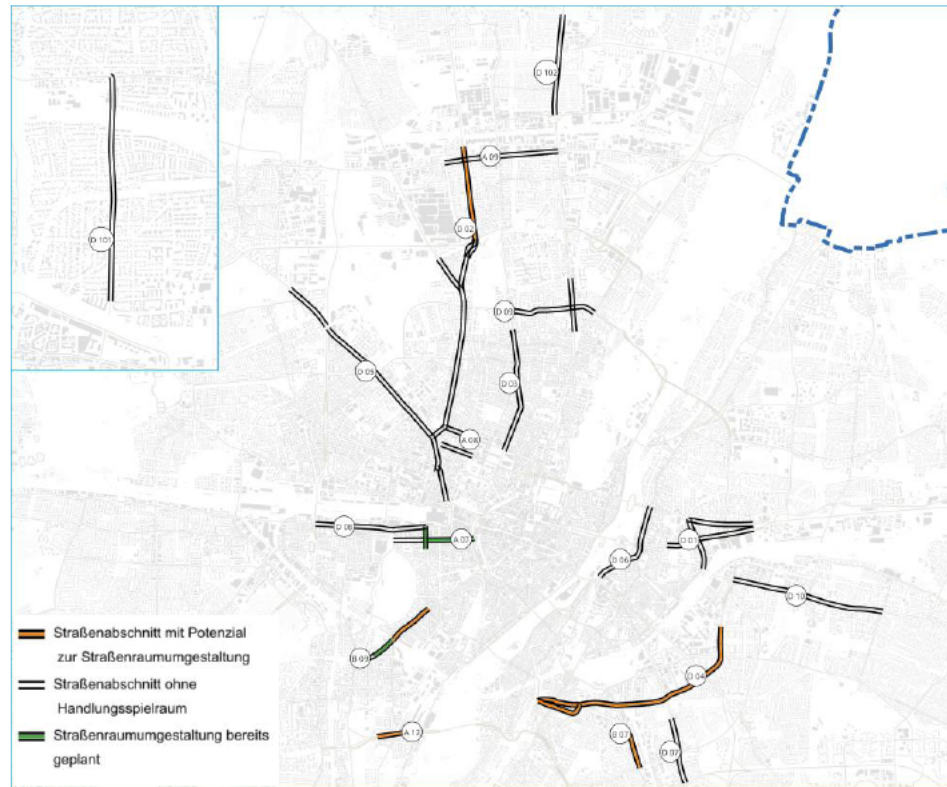 D 102
A 09
D 02
D 101
D 09
D 05
D 03
A 08
D 08
A 07
D 01
D 06
D 10
Straßenabschnitt mit Potenzial
zur Straßenraumumgestaltung
B 09
Straßenabschnitt ohne
Handlungsspielraum
D 04
Straßenraumumgestaltung bereits
geplant
A 12
B 07
D 07